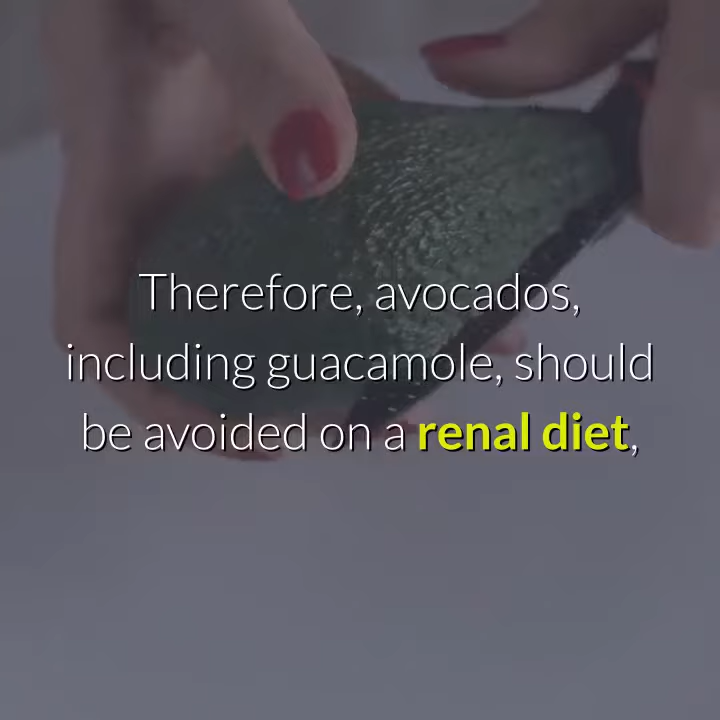 Therefore, avocados,
including guacamole, should
be avoided on a renal diet,